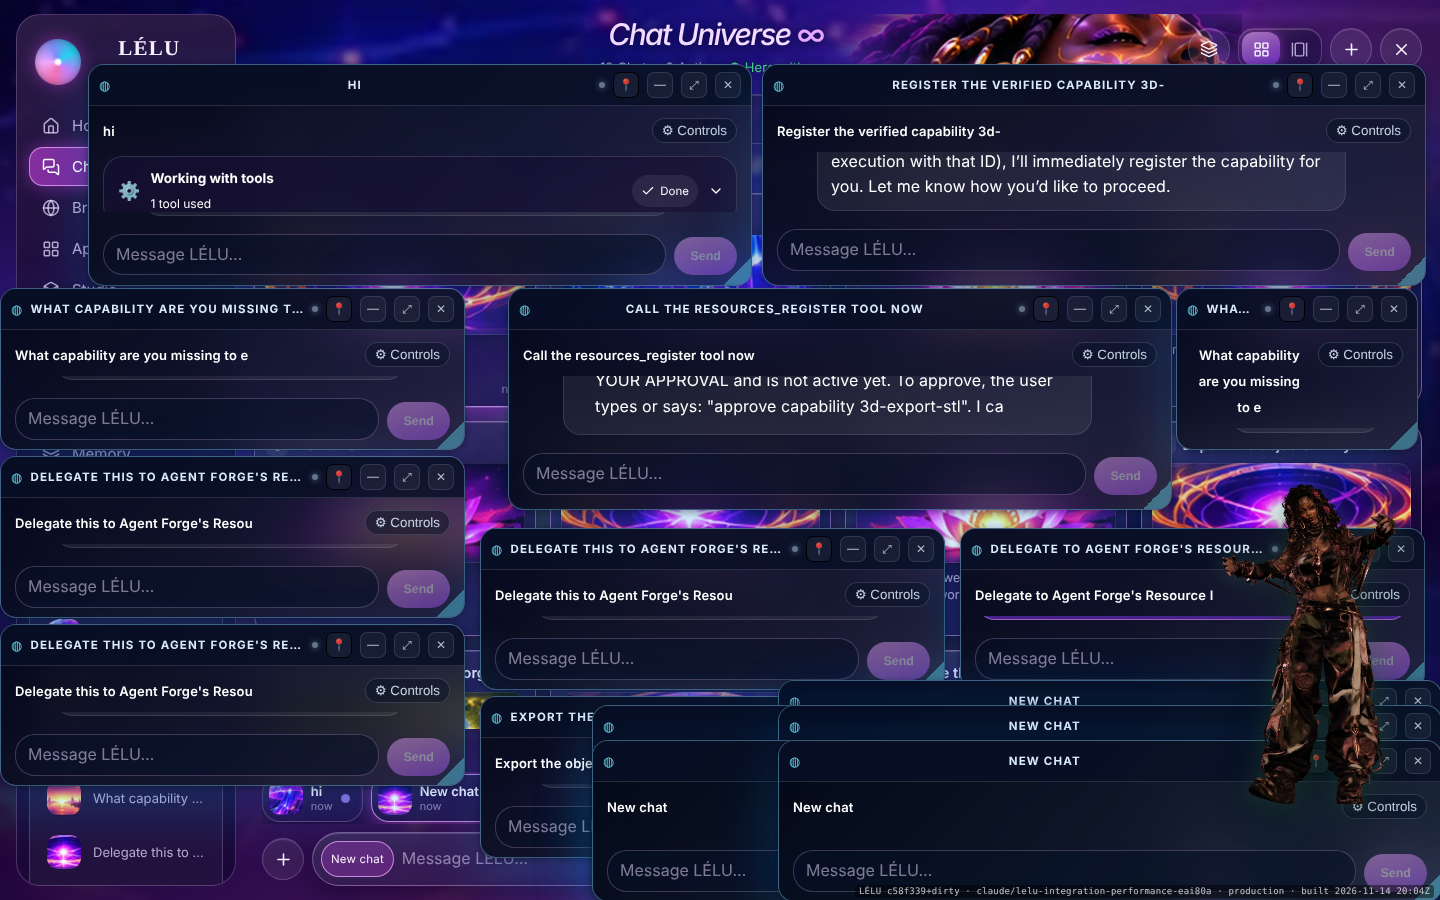 LÉLU
Chat Universe ∞
HI
hi
Controls
Working with tools
1 tool used
Done
Message LÉLU...
Send
REGISTER THE VERIFIED CAPABILITY 3D-
Register the verified capability 3d-
Controls
execution with that ID), I’ll immediately register the capability for
you. Let me know how you’d like to proceed.
Message LÉLU...
Send
WHAT CAPABILITY ARE YOU MISSING T...
What capability are you missing to e
Controls
Message LÉLU...
Send
CALL THE RESOURCES_REGISTER TOOL NOW
Call the resources_register tool now
Controls
YOUR APPROVAL and is not active yet. To approve, the user
types or says: "approve capability 3d-export-stl". I ca
Message LÉLU...
Send
WHA...
What capability
are you missing
to e
Controls
Memory
DELEGATE THIS TO AGENT FORGE'S RE...
Delegate this to Agent Forge's Resou
Controls
Message LÉLU...
Send
DELEGATE THIS TO AGENT FORGE'S RE...
Delegate this to Agent Forge's Resou
Controls
Message LÉLU...
Send
DELEGATE TO AGENT FORGE'S RESOUR...
Delegate to Agent Forge's Resource I
Message LÉLU...
DELEGATE THIS TO AGENT FORGE'S RE...
Delegate this to Agent Forge's Resou
Controls
Message LÉLU...
Send
EXPORT THE
Export the obje
Message L
NEW CHAT
NEW CHAT
NEW CHAT
New chat
Message LÉLU...
New chat
Controls
Message LÉLU...
Send
What capability ...
Delegate this to ...
hi
now
New chat
now
New chat
Message LÉLU...
LÉLU c58f339+dirty · claude/lelu-integration-performance-eai80a · production · built 2026-11-14 20:04Z